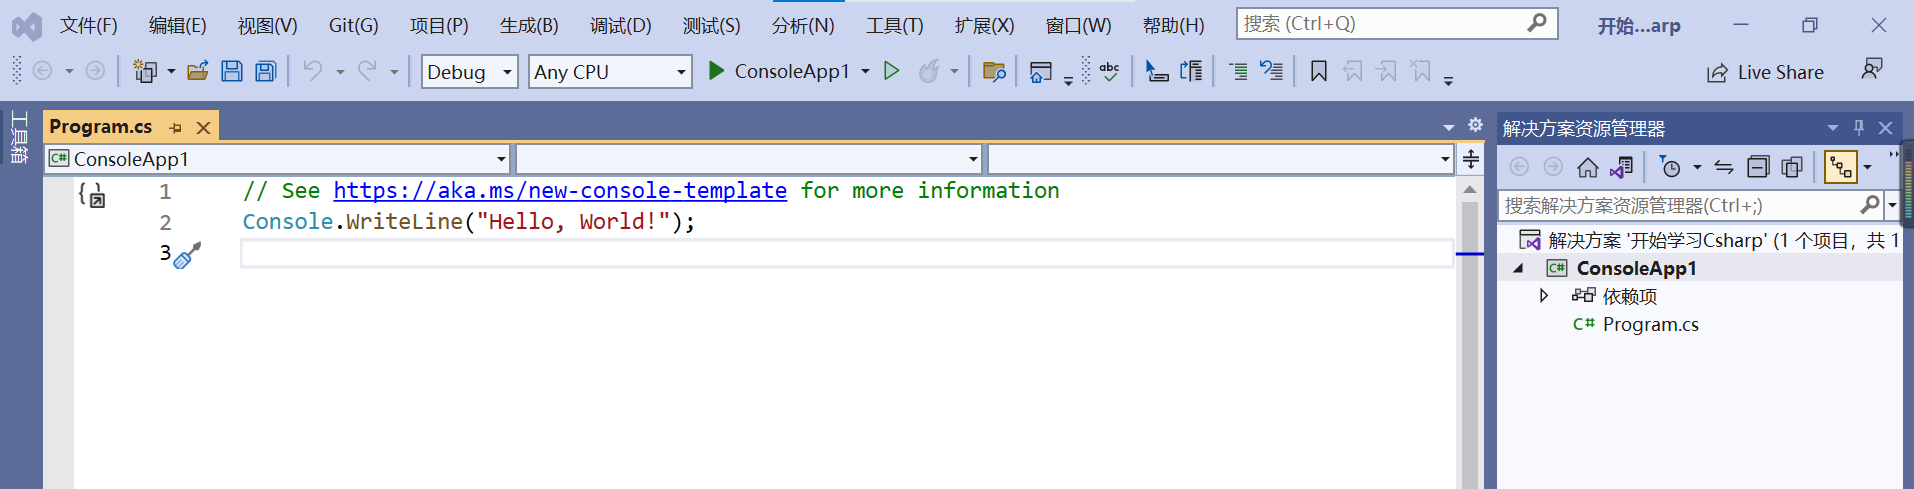 文件(F) 编辑(E) 视图(V) Git(G) 项目(P) 生成(B) 调试(D) 测试(S) 分析(N) 工具(T) 扩展(X) 窗口(W) 帮助(H) 搜索 (Ctrl+Q) 开始...arp
Debug Any CPU ConsoleApp1 abc Live Share
工具箱
Program.cs
C# ConsoleApp1
1 // See https://aka.ms/new-console-template for more information
2 Console.WriteLine("Hello, World!");
3
解决方案资源管理器
搜索解决方案资源管理器(Ctrl+;)
解决方案 '开始学习Csharp' (1 个项目，共 1
C# ConsoleApp1
依赖项
C# Program.cs